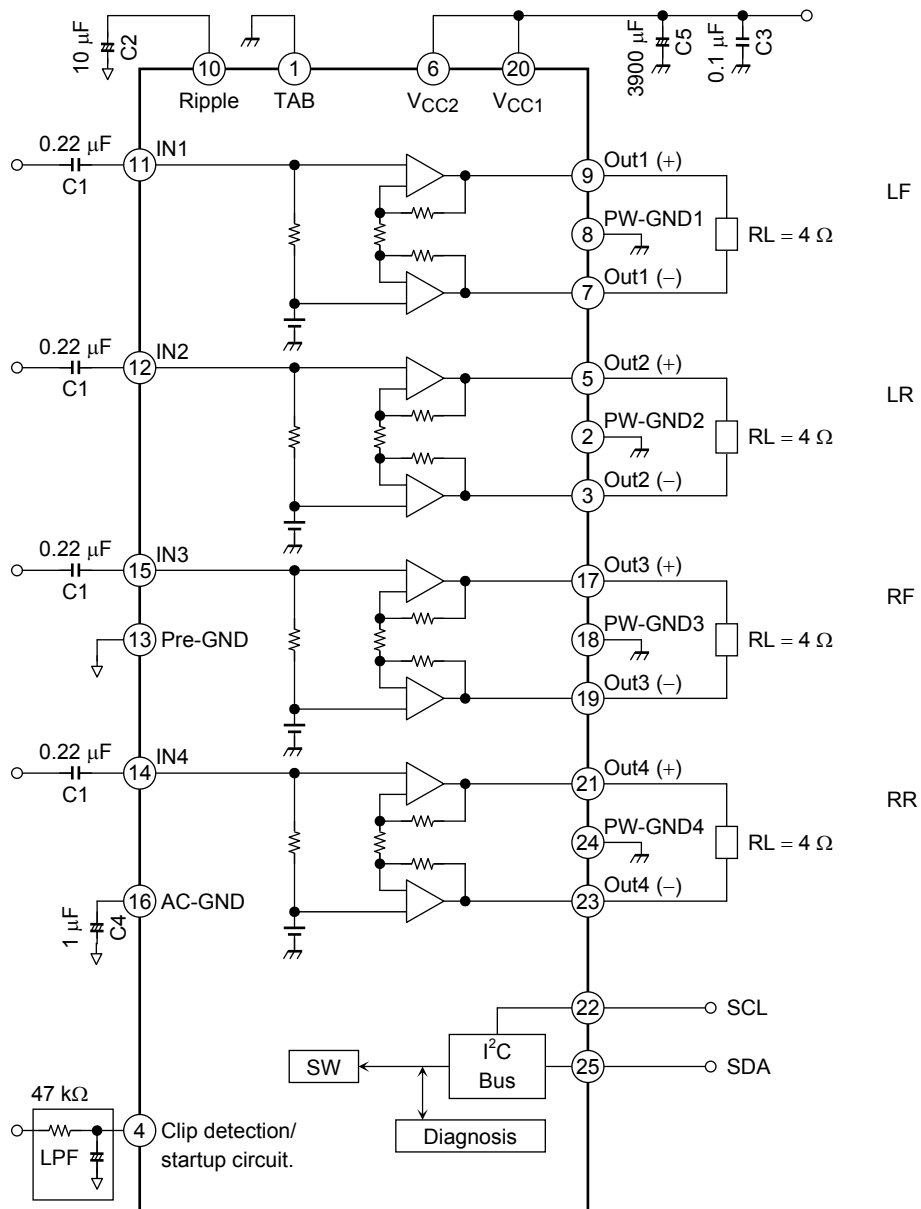 10 μF
C2
10
Ripple
1
TAB
6
VCC2
20
VCC1
3900 μF
C5
0.1 μF
C3
0.22 μF
C1
11
IN1
9
Out1 (+)
8
PW-GND1
7
Out1 (−)
RL = 4 Ω
LF
0.22 μF
C1
12
IN2
5
Out2 (+)
2
PW-GND2
3
Out2 (−)
RL = 4 Ω
LR
0.22 μF
C1
15
IN3
13
Pre-GND
17
Out3 (+)
18
PW-GND3
19
Out3 (−)
RL = 4 Ω
RF
0.22 μF
C1
14
IN4
21
Out4 (+)
24
PW-GND4
23
Out4 (−)
RL = 4 Ω
RR
16
AC-GND
1 μF
C4
22
SCL
I²C
Bus
25
SDA
SW
Diagnosis
47 kΩ
LPF
4
Clip detection/
startup circuit.